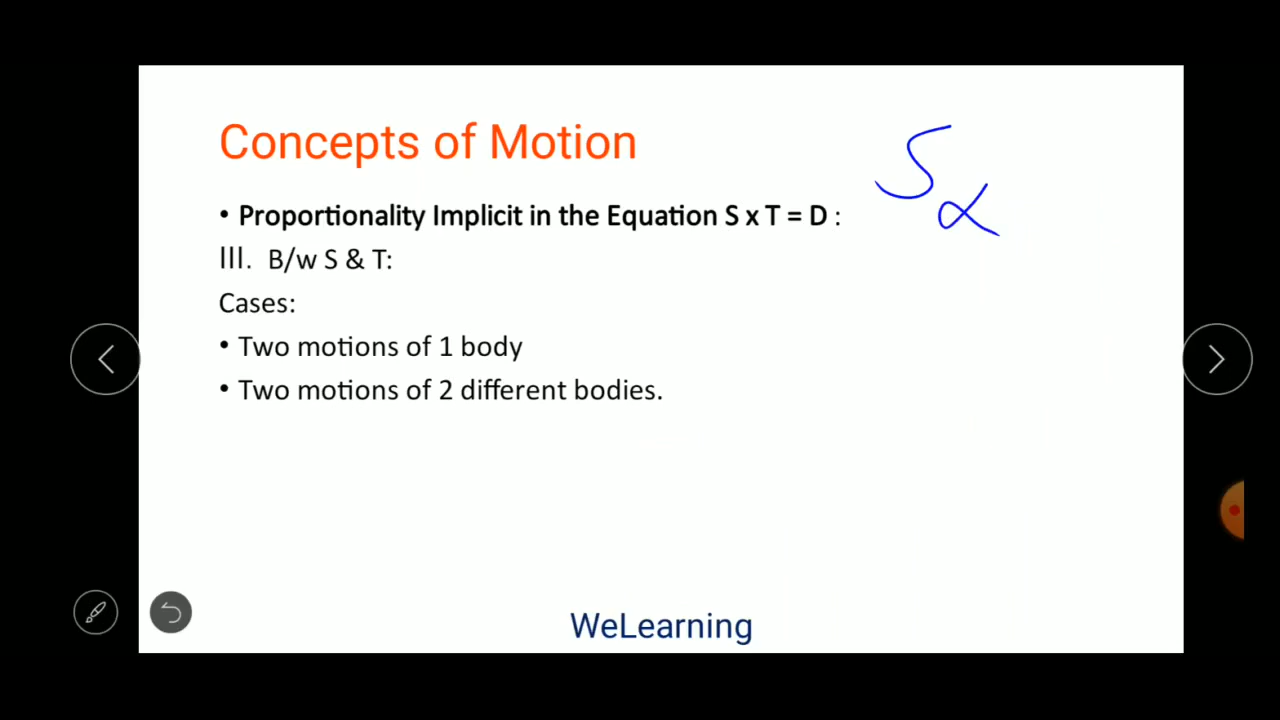 Concepts of Motion
S ∝
• Proportionality Implicit in the Equation S x T = D :
III. B/w S & T:
Cases:
• Two motions of 1 body
• Two motions of 2 different bodies.
WeLearning